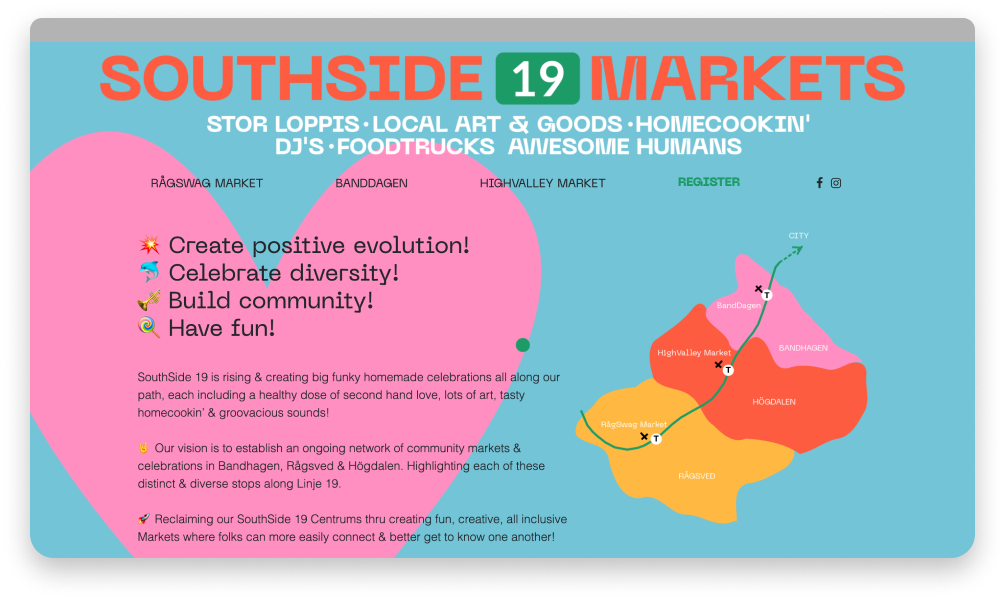 SOUTHSIDE 19 MARKETS
STOR LOPPIS·LOCAL ART & GOODS·HOMECOOKIN'
DJ'S·FOODTRUCKS AWESOME HUMANS
RÅGSWAG MARKET BANDDAGEN HIGHVALLEY MARKET REGISTER
💥 Create positive evolution!
🐬 Celebrate diversity!
🎺 Build community!
🍭 Have fun!
SouthSide 19 is rising & creating big funky homemade celebrations all along our
path, each including a healthy dose of second hand love, lots of art, tasty
homecookin' & groovacious sounds!
Our vision is to establish an ongoing network of community markets &
celebrations in Bandhagen, Rågsved & Högdalen. Highlighting each of these
distinct & diverse stops along Linje 19.
🚀 Reclaiming our SouthSide 19 Centrums thru creating fun, creative, all inclusive
Markets where folks can more easily connect & better get to know one another!
CITY
T
BandDagen
BANDHAGEN
HighValley Market
T
HÖGDALEN
RågSwag Market
T
RÅGSVED